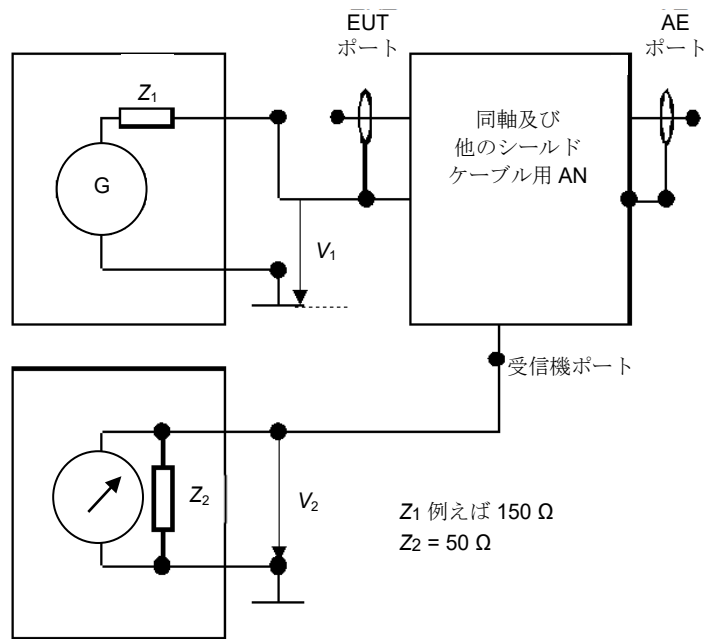 EUT
ポート
AE
ポート
Z1
G
V1
同軸及び
他のシールド
ケーブル用 AN
受信機ポート
Z2
V2
Z1 例えば 150 Ω
Z2 = 50 Ω